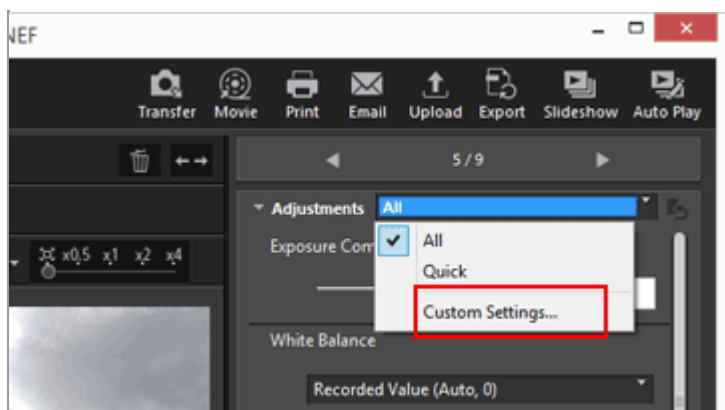 NEF
Transfer Movie Print Email Upload Export Slideshow Auto Play
5/9
Adjustments All
Exposure Com
All
Quick
Custom Settings...
x0,5 x1 x2 x4
White Balance
Recorded Value (Auto, 0)